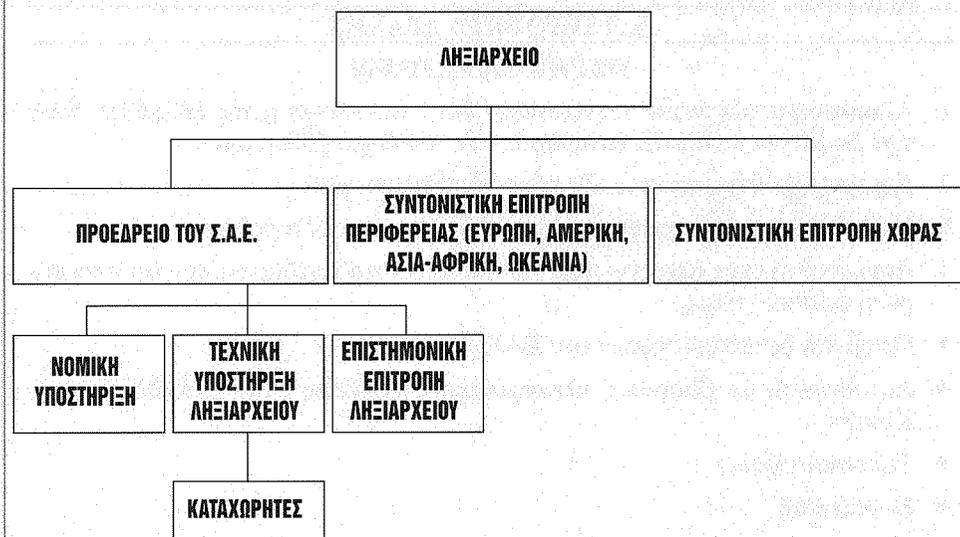 ΛΗΞΙΑΡΧΕΙΟ
ΠΡΟΕΔΡΕΙΟ ΤΟΥ Σ.Α.Ε.
ΣΥΝΤΟΝΙΣΤΙΚΗ ΕΠΙΤΡΟΠΗ
ΠΕΡΙΦΕΡΕΙΑΣ (ΕΥΡΩΠΗ, ΑΜΕΡΙΚΗ,
ΑΣΙΑ-ΑΦΡΙΚΗ, ΩΚΕΑΝΙΑ)
ΣΥΝΤΟΝΙΣΤΙΚΗ ΕΠΙΤΡΟΠΗ ΧΩΡΑΣ
ΝΟΜΙΚΗ
ΥΠΟΣΤΗΡΙΞΗ
ΤΕΧΝΙΚΗ
ΥΠΟΣΤΗΡΙΞΗ
ΛΗΞΙΑΡΧΕΙΟΥ
ΕΠΙΣΤΗΜΟΝΙΚΗ
ΕΠΙΤΡΟΠΗ
ΛΗΞΙΑΡΧΕΙΟΥ
ΚΑΤΑΧΩΡΗΤΕΣ